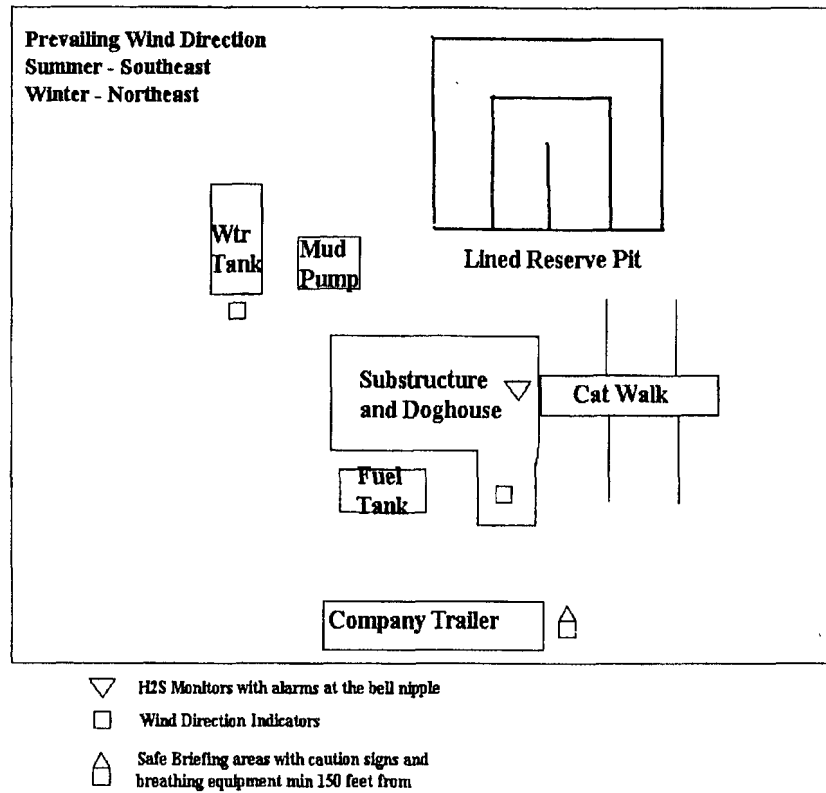 Prevailing Wind Direction
Summer - Southeast
Winter - Northeast
Wtr
Tank
Mud
Pump
Lined Reserve Pit
Substructure
and Doghouse
Cat Walk
Fuel
Tank
Company Trailer
H2S Monitors with alarms at the bell nipple
Wind Direction Indicators
Safe Briefing areas with caution signs and
breathing equipment min 150 feet from